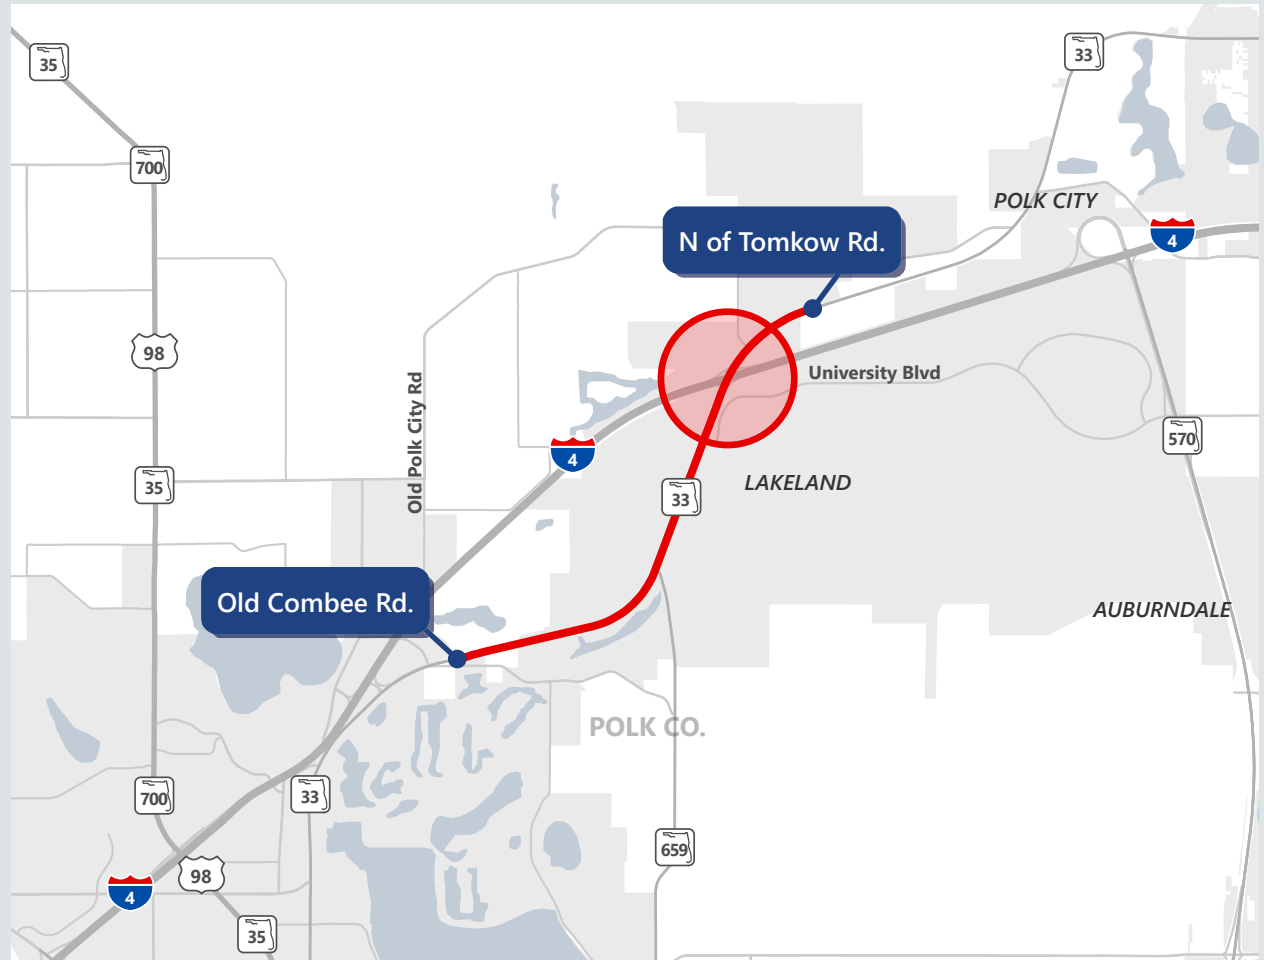 35
33
700
POLK CITY
4
N of Tomkow Rd.
98
University Blvd
Old Polk City Rd
570
4
35
LAKELAND
33
Old Combee Rd.
AUBURNDALE
POLK CO.
700
33
659
98
4
35